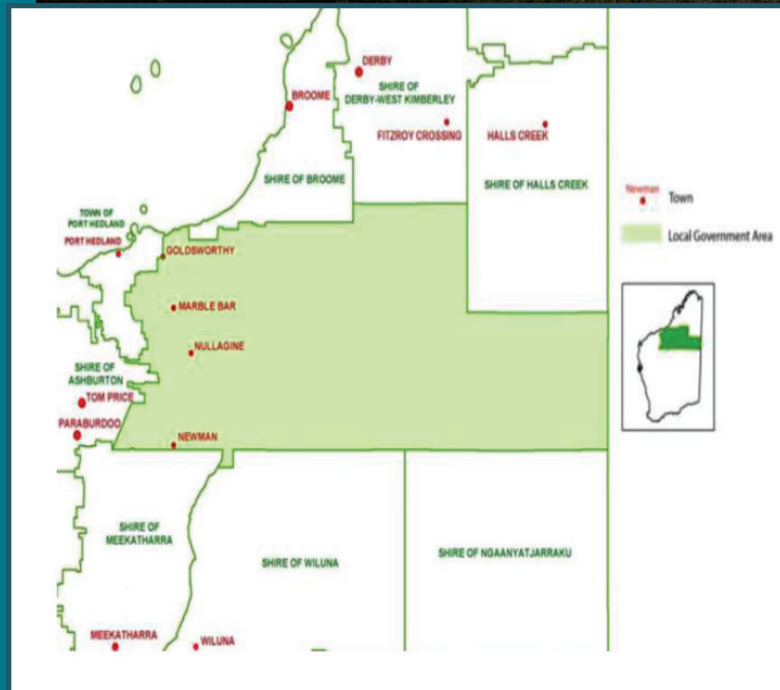 DERBY
SHIRE OF
DERBY-WEST KIMBERLEY
BROOME
FITZROY CROSSING
HALLS CREEK
SHIRE OF BROOME
SHIRE OF HALLS CREEK
Newman
Town
TOWN OF
PORT HEDLAND
PORT HEDLAND
GOLDSWORTHY
Local Government Area
MARBLE BAR
NULLAGINE
SHIRE OF
ASHBURTON
TOM PRICE
PARABURDOO
NEWMAN
SHIRE OF
MEEKATHARRA
SHIRE OF WILUNA
SHIRE OF NGAANYATJARRAKU
MEEKATHARRA
WILUNA